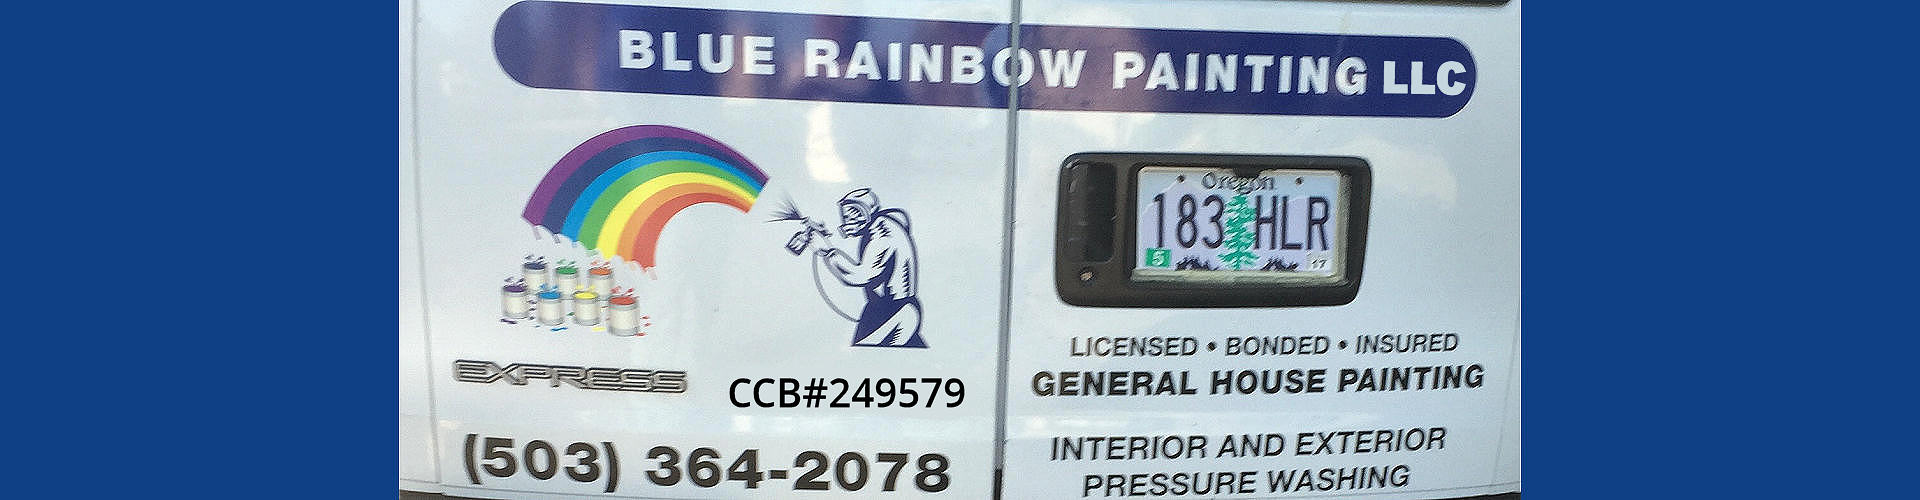 BLUE RAINBOW PAINTING LLC
Oregon
183 HLR
5
17
EXPRESS
CCB#249579
(503) 364-2078
LICENSED • BONDED • INSURED
GENERAL HOUSE PAINTING
INTERIOR AND EXTERIOR
PRESSURE WASHING